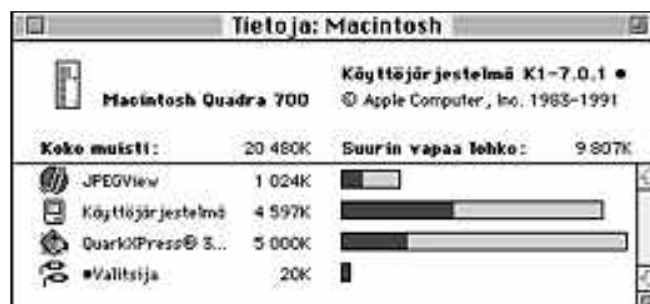 Tietoja: Macintosh
Käyttöjärjestelmä K1-7.0.1 •
Macintosh Quadra 700
© Apple Computer, Inc. 1983-1991
Koko muisti: 20 480K Suurin vapaa lohko: 9 807K
JPEGView 1 024K
Käyttöjärjestelmä 4 597K
QuarkXPress® 3... 5 000K
•Valitsija 20K